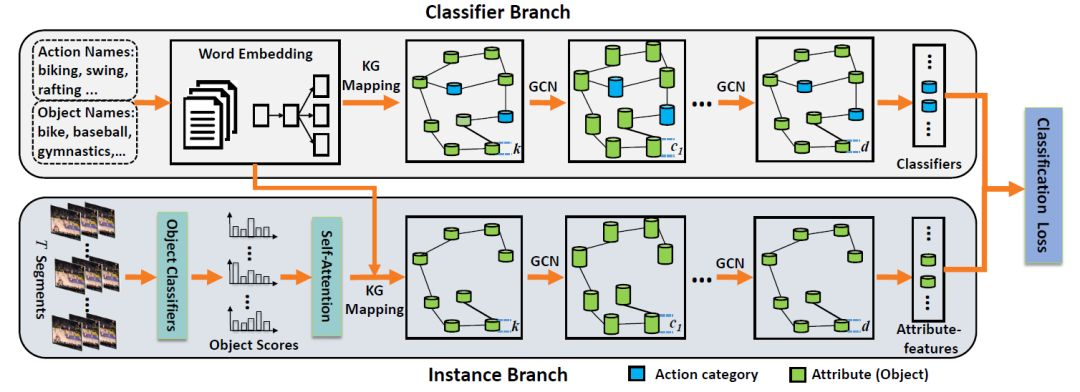 Classifier Branch
Action Names:
biking, swing,
rafting ...
Object Names:
bike, baseball,
gymnastics,...
Word Embedding
KG
Mapping
k
GCN
c1
...
GCN
d
...
...
Classifiers
Classification Loss
T Segments
...
...
Object Classifiers
...
...
Object Scores
Self-Attention
KG
Mapping
k
GCN
c1
...
GCN
d
...
...
Attribute-
features
Instance Branch
Action category
Attribute (Object)